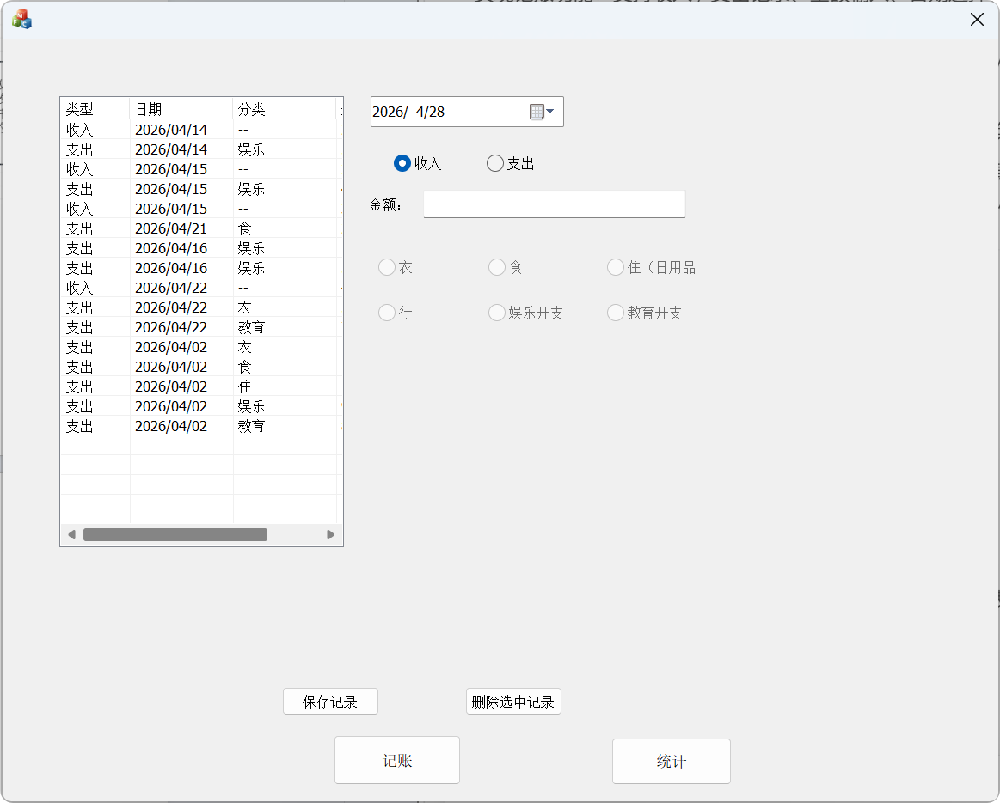 类型 日期 分类
收入 2026/04/14 --
支出 2026/04/14 娱乐
收入 2026/04/15 --
支出 2026/04/15 娱乐
收入 2026/04/15 --
支出 2026/04/21 食
支出 2026/04/16 娱乐
支出 2026/04/16 娱乐
收入 2026/04/22 --
支出 2026/04/22 衣
支出 2026/04/22 教育
支出 2026/04/02 衣
支出 2026/04/02 食
支出 2026/04/02 住
支出 2026/04/02 娱乐
支出 2026/04/02 教育
2026/ 4/28
收入 支出
金额：
衣 食 住（日用品
行 娱乐开支 教育开支
保存记录 删除选中记录
记账 统计